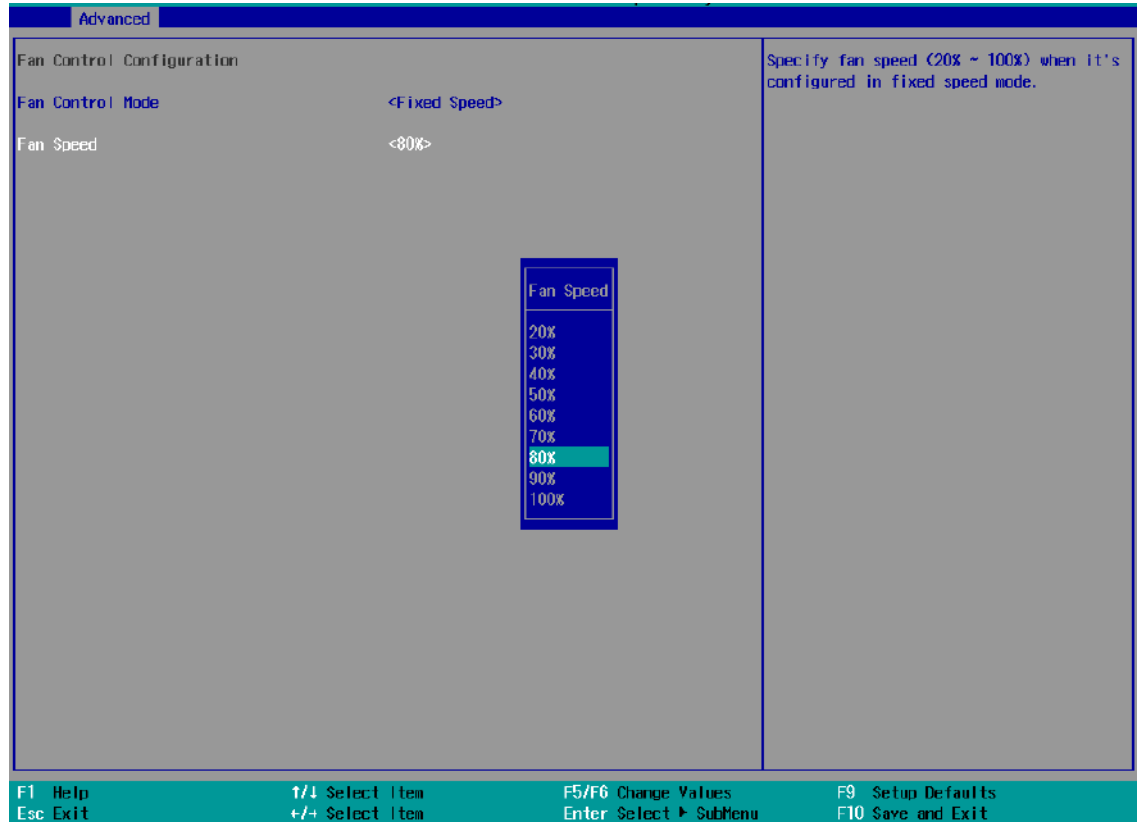 Advanced
Fan Control Configuration
Fan Control Mode <Fixed Speed>
Fan Speed <80%>
Specify fan speed (20% ~ 100%) when it's
configured in fixed speed mode.
Fan Speed
20%
30%
40%
50%
60%
70%
80%
90%
100%
F1 Help ↑/↓ Select Item F5/F6 Change Values F9 Setup Defaults
Esc Exit ←/→ Select Item Enter Select ► SubMenu F10 Save and Exit